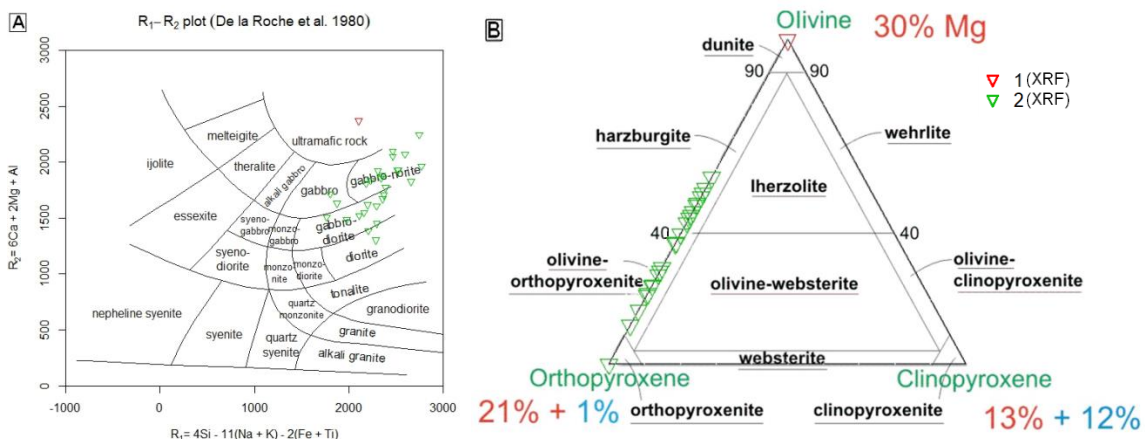 A
R1– R2 plot (De la Roche et al. 1980)
3000
2500
2000
1500
1000
500
0
R2= 6Ca + 2Mg + Al
-1000
0
1000
2000
3000
R1= 4Si - 11(Na + K) - 2(Fe + Ti)
ijolite
melteigite
theralite
alkali gabbro
ultramafic rock
gabbro
gabbro-norite
essexite
syeno-
gabbro
monzo-
gabbro
gabbro-
diorite
syeno-
diorite
monzo-
nite
monzo-
diorite
diorite
nepheline syenite
syenite
quartz
syenite
quartz
monzonite
tonalite
granodiorite
granite
alkali granite
B
Olivine
30% Mg
dunite
90
90
1 (XRF)
2 (XRF)
harzburgite
wehrlite
lherzolite
40
40
olivine-
orthopyroxenite
olivine-websterite
olivine-
clinopyroxenite
websterite
Orthopyroxene
Clinopyroxene
21% + 1%
orthopyroxenite
clinopyroxenite
13% + 12%